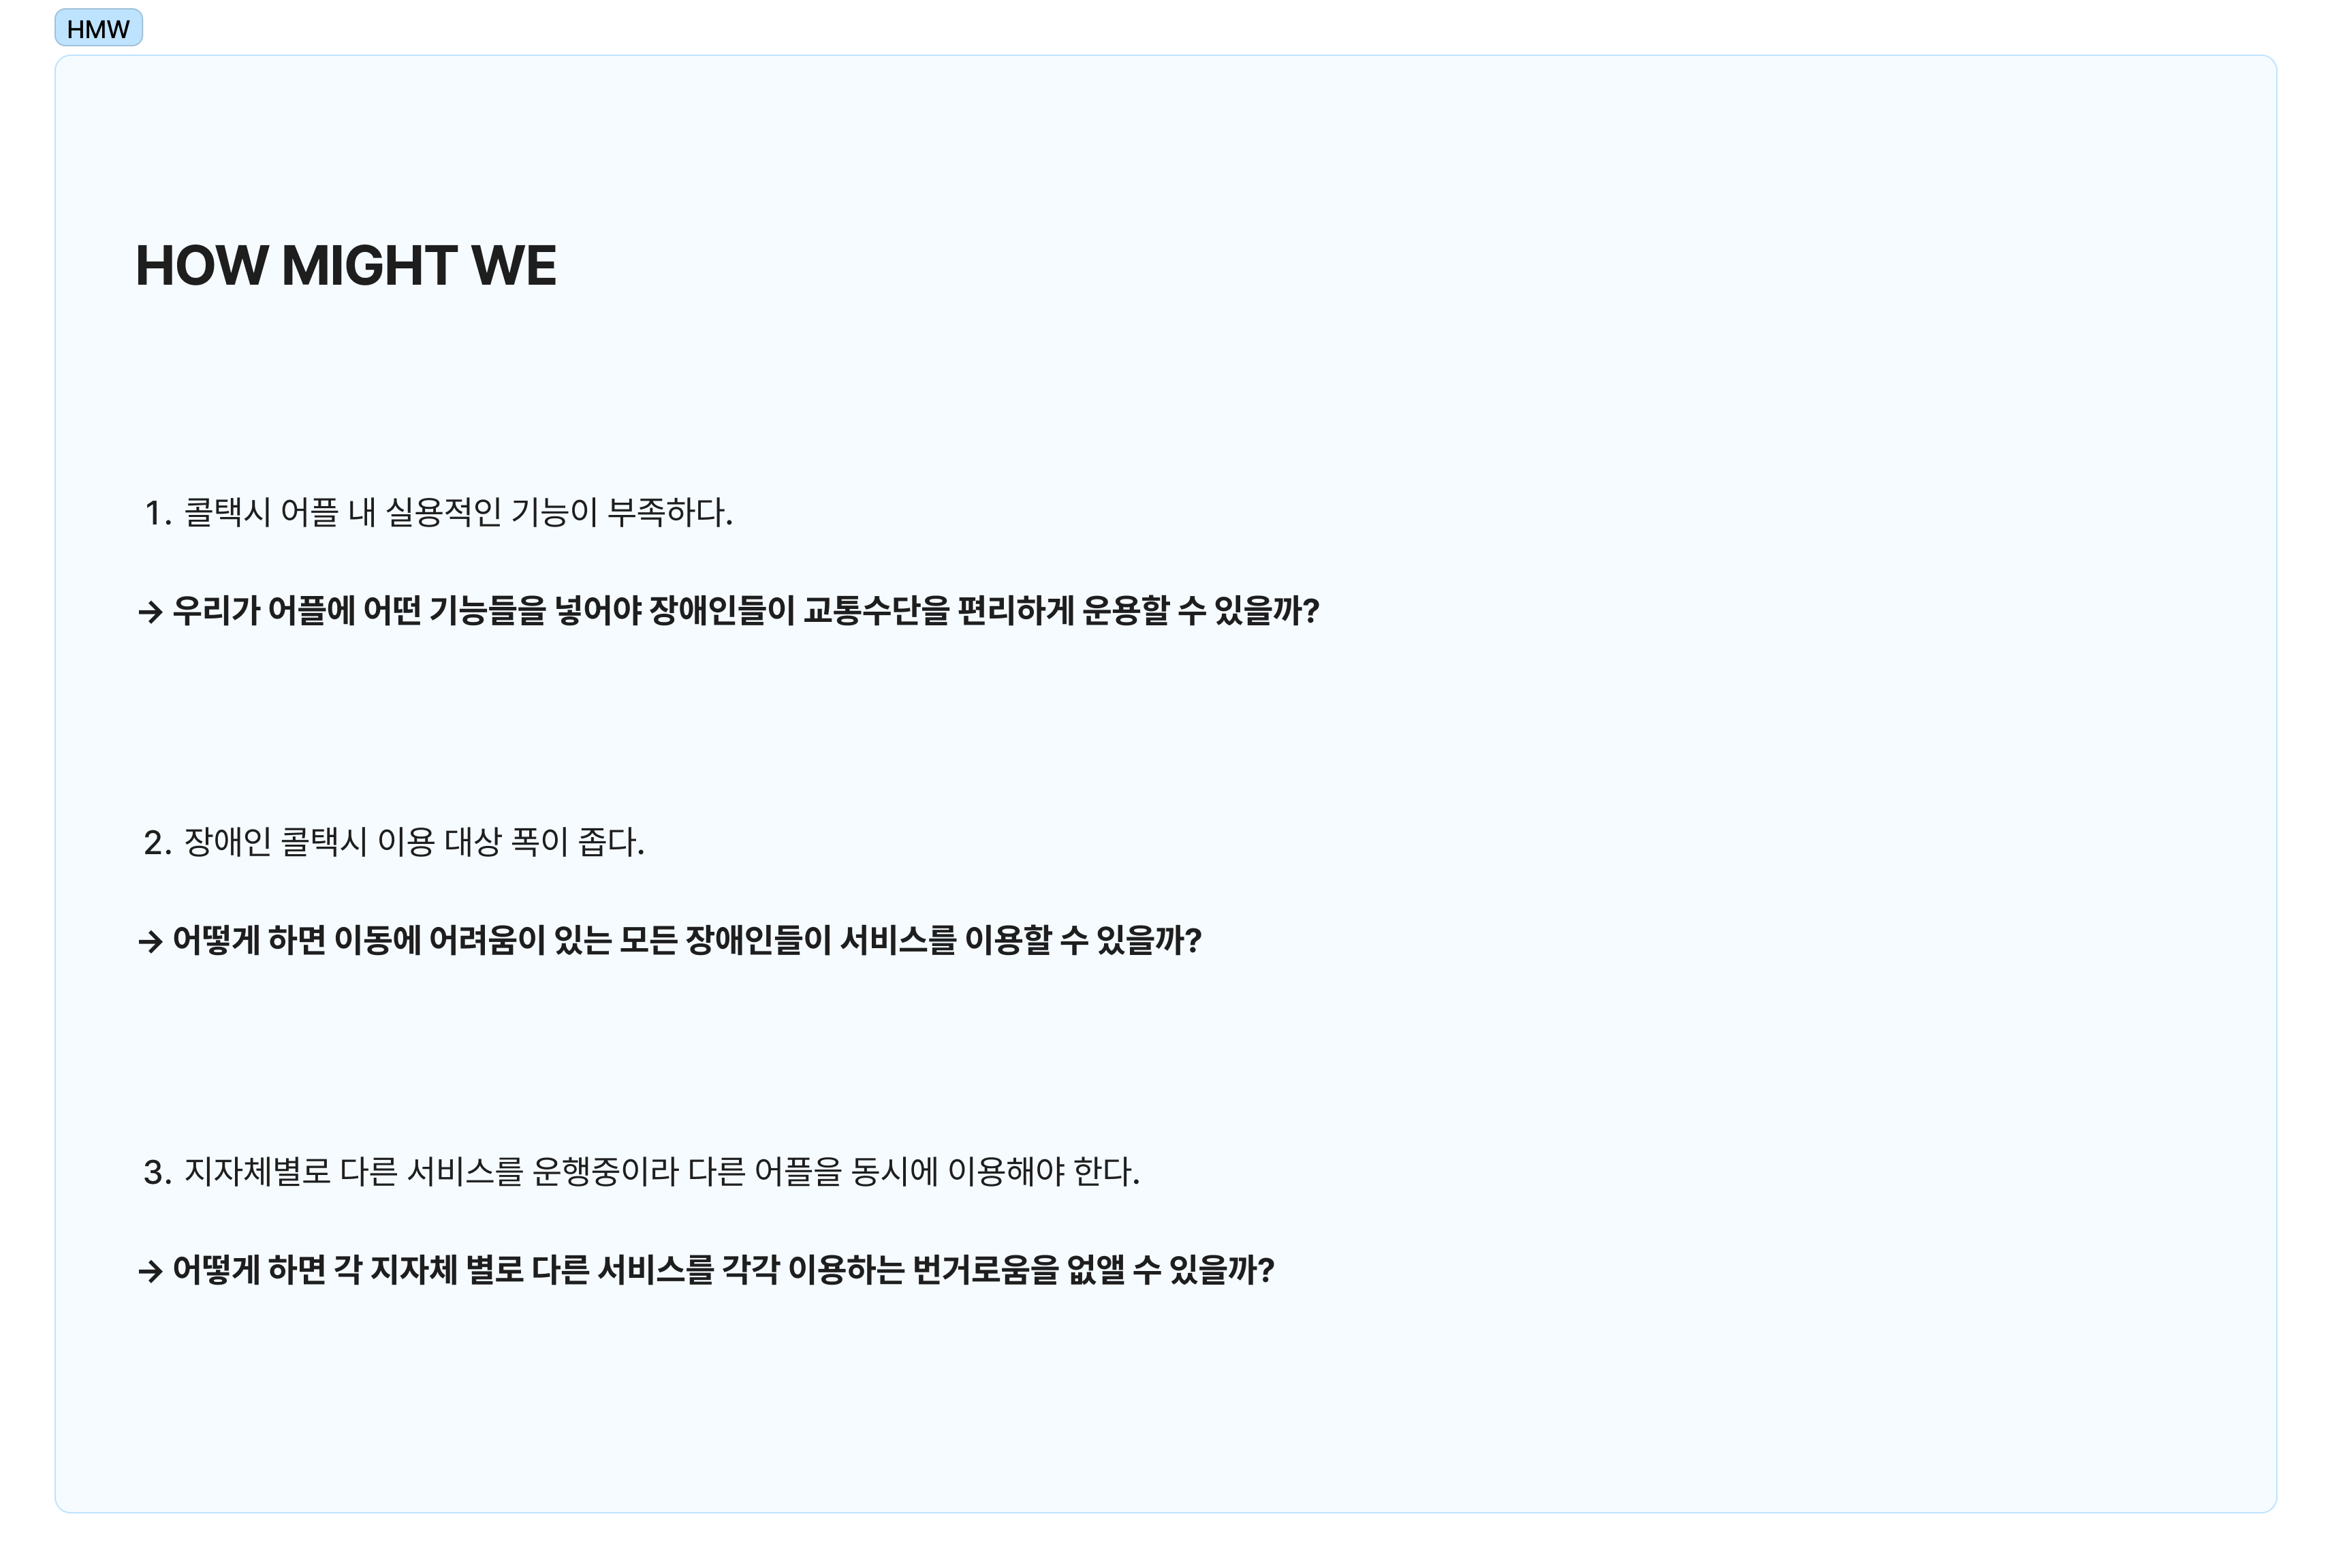 HMW
HOW MIGHT WE
1. 콜택시 어플 내 실용적인 기능이 부족하다.
→ 우리가 어플에 어떤 기능들을 넣어야 장애인들이 교통수단을 편리하게 운용할 수 있을까?
2. 장애인 콜택시 이용 대상 폭이 좁다.
→ 어떻게 하면 이동에 어려움이 있는 모든 장애인들이 서비스를 이용할 수 있을까?
3. 지자체별로 다른 서비스를 운행중이라 다른 어플을 동시에 이용해야 한다.
→ 어떻게 하면 각 지자체 별로 다른 서비스를 각각 이용하는 번거로움을 없앨 수 있을까?